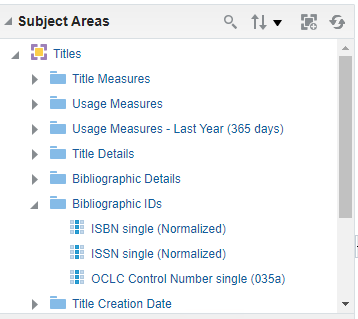 Subject Areas
Titles
Title Measures
Usage Measures
Usage Measures - Last Year (365 days)
Title Details
Bibliographic Details
Bibliographic IDs
ISBN single (Normalized)
ISSN single (Normalized)
OCLC Control Number single (035a)
Title Creation Date